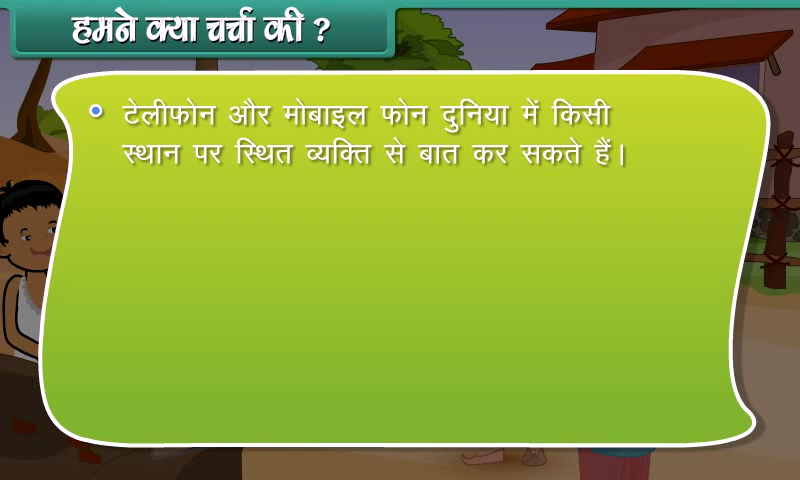 हमने क्या चर्चा की ?
टेलीफोन और मोबाइल फोन दुनिया में किसी
स्थान पर स्थित व्यक्ति से बात कर सकते हैं।